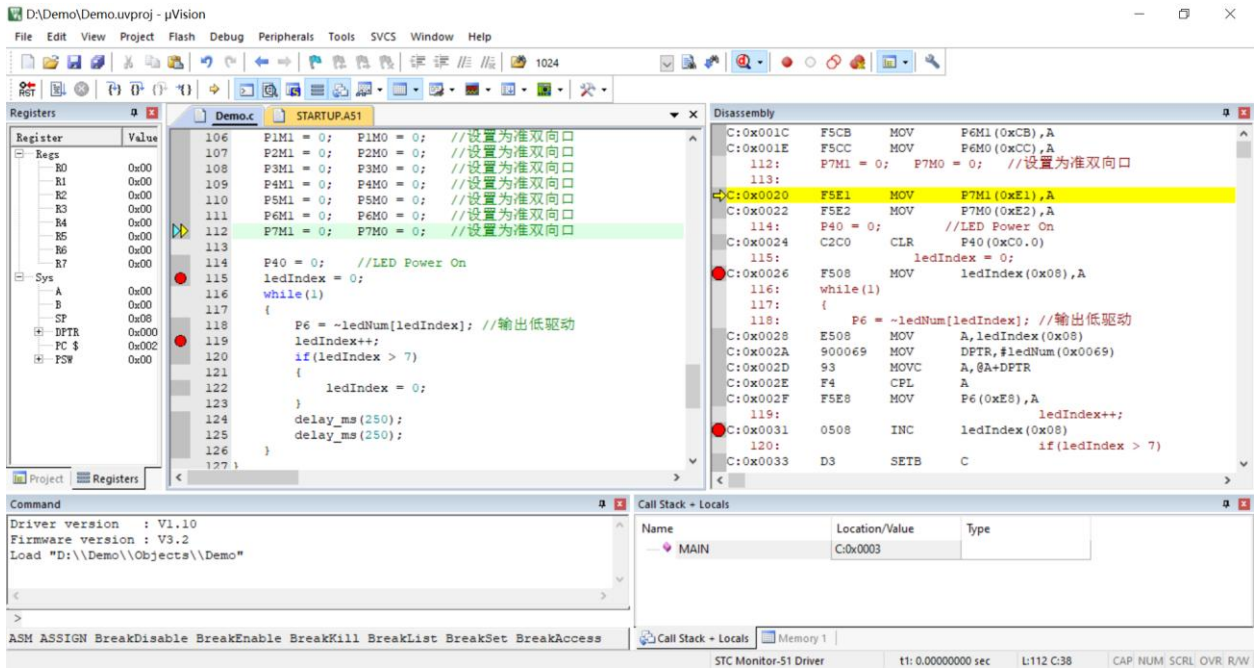 D:\Demo\Demo.uvproj - µVision
File Edit View Project Flash Debug Peripherals Tools SVCS Window Help
1024
RST
Registers
Register Value
Regs
R0 0x00
R1 0x00
R2 0x00
R3 0x00
R4 0x00
R5 0x00
R6 0x00
R7 0x00
Sys
A 0x00
B 0x00
SP 0x08
DPTR 0x000
PC $ 0x002
PSW 0x00
Project Registers
Demo.c STARTUP.A51
106 P1M1 = 0; P1M0 = 0; //设置为准双向口
107 P2M1 = 0; P2M0 = 0; //设置为准双向口
108 P3M1 = 0; P3M0 = 0; //设置为准双向口
109 P4M1 = 0; P4M0 = 0; //设置为准双向口
110 P5M1 = 0; P5M0 = 0; //设置为准双向口
111 P6M1 = 0; P6M0 = 0; //设置为准双向口
112 P7M1 = 0; P7M0 = 0; //设置为准双向口
113
114 P40 = 0; //LED Power On
115 ledIndex = 0;
116 while(1)
117 {
118 P6 = ~ledNum[ledIndex]; //输出低驱动
119 ledIndex++;
120 if(ledIndex > 7)
121 {
122 ledIndex = 0;
123 }
124 delay_ms(250);
125 delay_ms(250);
126 }
127 }
Disassembly
C:0x001C F5CB MOV P6M1(0xCB),A
C:0x001E F5CC MOV P6M0(0xCC),A
112: P7M1 = 0; P7M0 = 0; //设置为准双向口
113:
C:0x0020 F5E1 MOV P7M1(0xE1),A
C:0x0022 F5E2 MOV P7M0(0xE2),A
114: P40 = 0; //LED Power On
C:0x0024 C2C0 CLR P40(0xC0.0)
115: ledIndex = 0;
C:0x0026 F508 MOV ledIndex(0x08),A
116: while(1)
117: {
118: P6 = ~ledNum[ledIndex]; //输出低驱动
C:0x0028 E508 MOV A,ledIndex(0x08)
C:0x002A 900069 MOV DPTR,#ledNum(0x0069)
C:0x002D 93 MOVC A,@A+DPTR
C:0x002E F4 CPL A
C:0x002F F5E8 MOV P6(0xE8),A
119: ledIndex++;
C:0x0031 0508 INC ledIndex(0x08)
120: if(ledIndex > 7)
C:0x0033 D3 SETB C
Command
Driver version : V1.10
Firmware version : V3.2
Load "D:\\Demo\\Objects\\Demo"
>
ASM ASSIGN BreakDisable BreakEnable BreakKill BreakList BreakSet BreakAccess
Call Stack + Locals
Name Location/Value Type
MAIN C:0x0003
Call Stack + Locals Memory 1
STC Monitor-51 Driver t1: 0.00000000 sec L:112 C:38 CAP NUM SCRL OVR R/W